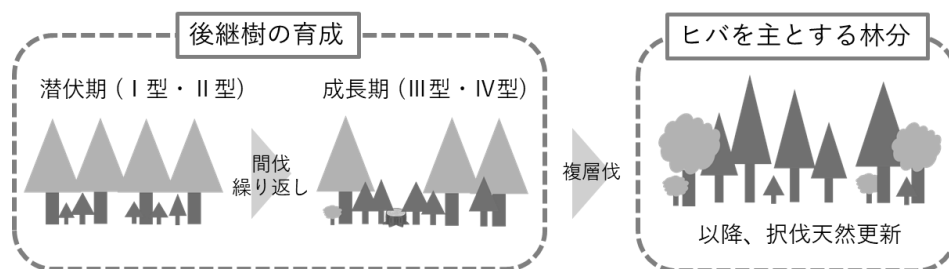 後継樹の育成
潜伏期（Ⅰ型・Ⅱ型）
成長期（Ⅲ型・Ⅳ型）
間伐
繰り返し
複層伐
ヒバを主とする林分
以降、択伐天然更新